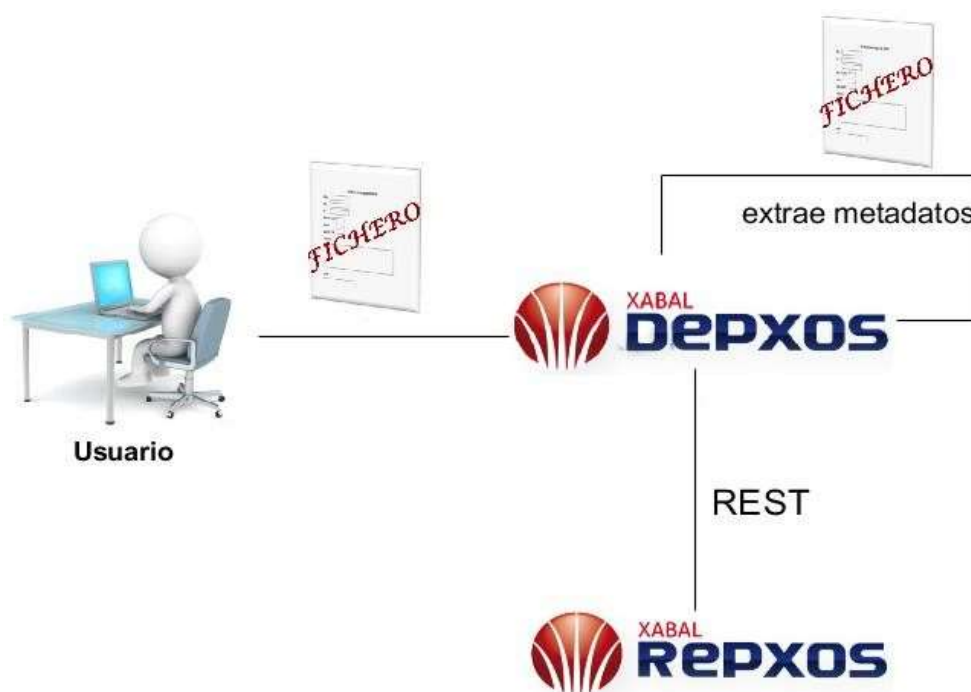 FICHERO
extrae metadatos
FICHERO
XABAL
DEPXOS
Usuario
REST
XABAL
REPXOS